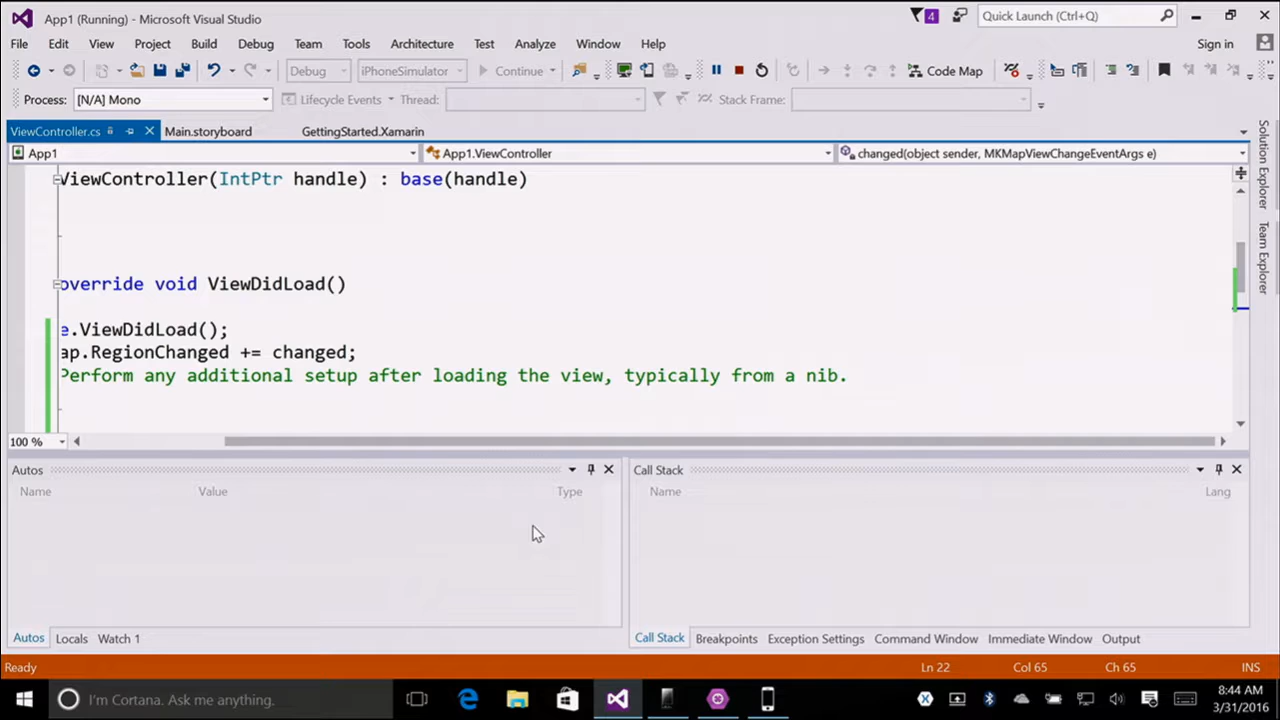 App1 (Running) - Microsoft Visual Studio
4
Quick Launch (Ctrl+Q)
File Edit View Project Build Debug Team Tools Architecture Test Analyze Window Help
Sign in
Debug iPhoneSimulator Continue Code Map
Process: [N/A] Mono Lifecycle Events Thread: Stack Frame:
ViewController.cs Main.storyboard GettingStarted.Xamarin
App1 App1.ViewController changed(object sender, MKMapViewChangeEventArgs e)
ViewController(IntPtr handle) : base(handle)
override void ViewDidLoad()
e.ViewDidLoad();
ap.RegionChanged += changed;
Perform any additional setup after loading the view, typically from a nib.
100 %
Solution Explorer
Team Explorer
Autos
Name Value Type
Call Stack
Name Lang
Autos Locals Watch 1
Call Stack Breakpoints Exception Settings Command Window Immediate Window Output
Ready Ln 22 Col 65 Ch 65 INS
I'm Cortana. Ask me anything.
8:44 AM
3/31/2016